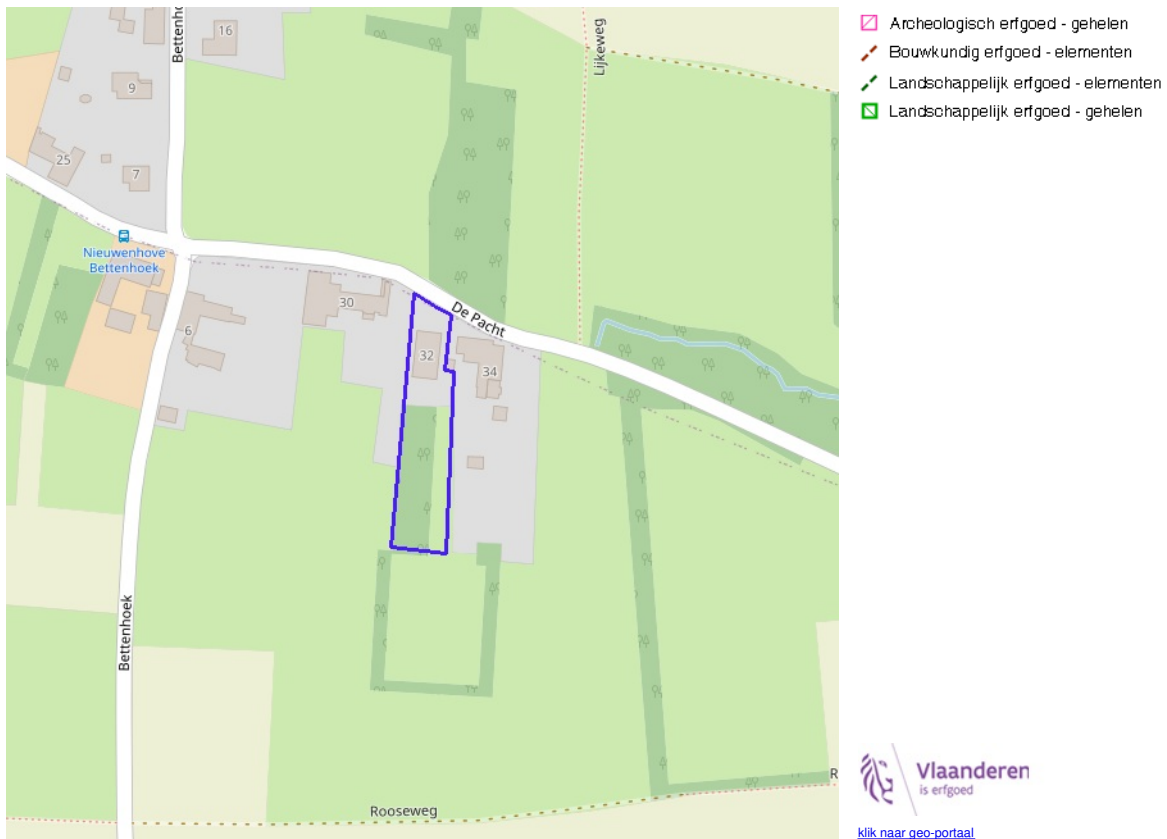 Bettenho
16
9
25
7
Lijkeweg
Nieuwenhove
Bettenhoek
De Pacht
30
6
32
34
Bettenhoek
Rooseweg
R
Archeologisch erfgoed - gehelen
Bouwkundig erfgoed - elementen
Landschappelijk erfgoed - elementen
Landschappelijk erfgoed - gehelen
Vlaanderen
is erfgoed
klik naar geo-portaal